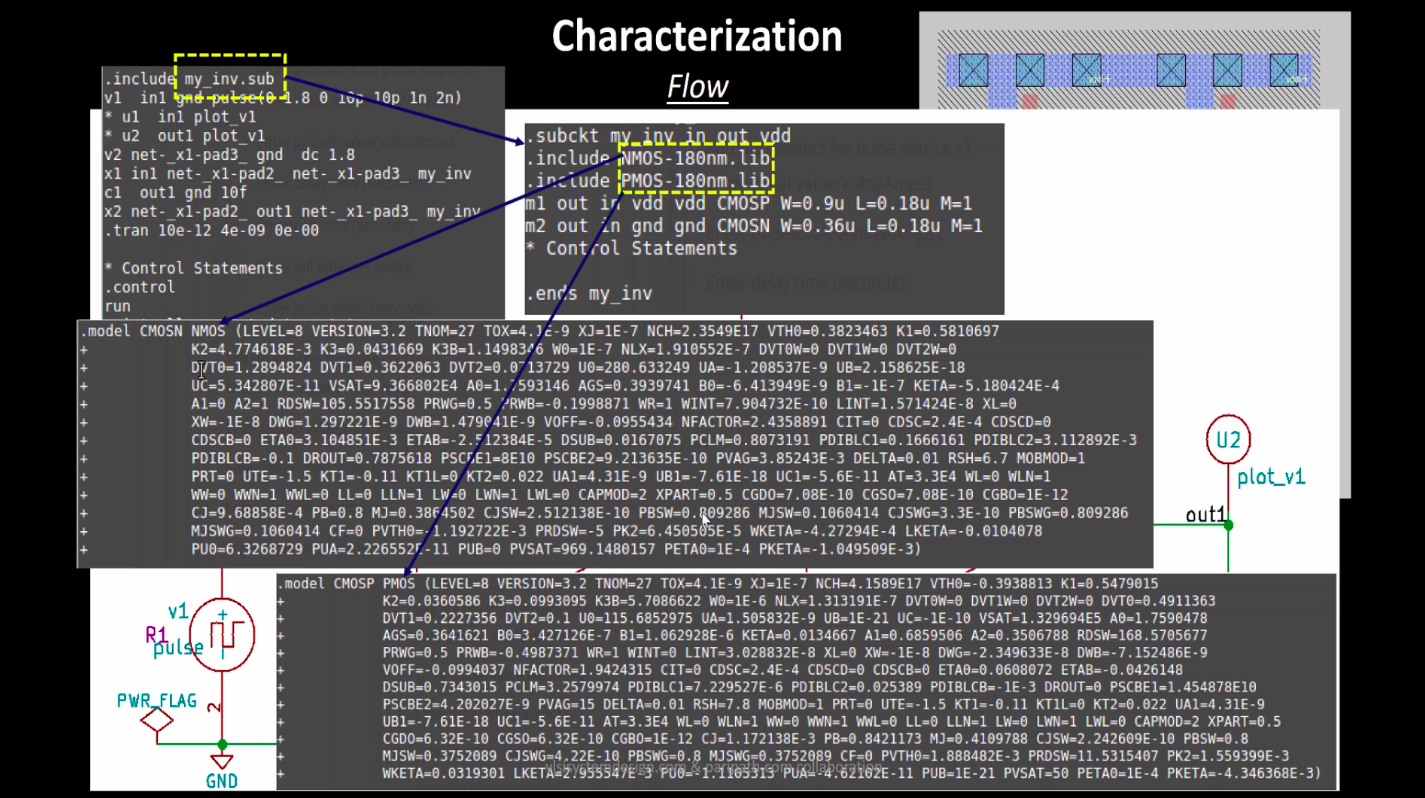 Characterization
Flow
.include my_inv.sub
v1  in1 gnd pulse(0 1.8 0 10p 10p 1n 2n)
* u1  in1 plot_v1
* u2  out1 plot_v1
v2 net-_x1-pad3_ gnd  dc 1.8
x1 in1 net-_x1-pad2_ net-_x1-pad3_ my_inv
c1  out1 gnd 10f
x2 net-_x1-pad2_ out1 net-_x1-pad3_ my_inv
.tran 10e-12 4e-09 0e-00
* Control Statements
.control
run
.subckt my_inv in out vdd
.include NMOS-180nm.lib
.include PMOS-180nm.lib
m1 out in vdd vdd CMOSP W=0.9u L=0.18u M=1
m2 out in gnd gnd CMOSN W=0.36u L=0.18u M=1
* Control Statements
.ends my_inv
Enter delay time (seconds):
.model CMOSN NMOS (LEVEL=8 VERSION=3.2 TNOM=27 TOX=4.1E-9 XJ=1E-7 NCH=2.3549E17 VTH0=0.3823463 K1=0.5810697
+ K2=4.774618E-3 K3=0.0431669 K3B=1.1498346 W0=1E-7 NLX=1.910552E-7 DVT0W=0 DVT1W=0 DVT2W=0
+ DVT0=1.2894824 DVT1=0.3622063 DVT2=0.0713729 U0=280.633249 UA=-1.208537E-9 UB=2.158625E-18
+ UC=5.342807E-11 VSAT=9.366802E4 A0=1.7593146 AGS=0.3939741 B0=-6.413949E-9 B1=-1E-7 KETA=-5.180424E-4
+ A1=0 A2=1 RDSW=105.5517558 PRWG=0.5 PRWB=-0.1998871 WR=1 WINT=7.904732E-10 LINT=1.571424E-8 XL=0
+ XW=-1E-8 DWG=1.297221E-9 DWB=1.479041E-9 VOFF=-0.0955434 NFACTOR=2.4358891 CIT=0 CDSC=2.4E-4 CDSCD=0
+ CDSCB=0 ETA0=3.104851E-3 ETAB=-2.512384E-5 DSUB=0.0167075 PCLM=0.8073191 PDIBLC1=0.1666161 PDIBLC2=3.112892E-3
+ PDIBLCB=-0.1 DROUT=0.7875618 PSCBE1=8E10 PSCBE2=9.213635E-10 PVAG=3.85243E-3 DELTA=0.01 RSH=6.7 MOBMOD=1
+ PRT=0 UTE=-1.5 KT1=-0.11 KT1L=0 KT2=0.022 UA1=4.31E-9 UB1=-7.61E-18 UC1=-5.6E-11 AT=3.3E4 WL=0 WLN=1
+ WW=0 WWN=1 WWL=0 LL=0 LLN=1 LW=0 LWN=1 LWL=0 CAPMOD=2 XPART=0.5 CGDO=7.08E-10 CGSO=7.08E-10 CGBO=1E-12
+ CJ=9.68858E-4 PB=0.8 MJ=0.3864502 CJSW=2.512138E-10 PBSW=0.809286 MJSW=0.1060414 CJSWG=3.3E-10 PBSWG=0.809286
+ MJSWG=0.1060414 CF=0 PVTH0=-1.192722E-3 PRDSW=-5 PK2=6.450505E-5 WKETA=-4.27294E-4 LKETA=-0.0104078
+ PU0=6.3268729 PUA=2.226552E-11 PUB=0 PVSAT=969.1480157 PETA0=1E-4 PKETA=-1.049509E-3)
U2
plot_v1
out1
.model CMOSP PMOS (LEVEL=8 VERSION=3.2 TNOM=27 TOX=4.1E-9 XJ=1E-7 NCH=4.1589E17 VTH0=-0.3938813 K1=0.5479015
+ K2=0.0360586 K3=0.0993095 K3B=5.7086622 W0=1E-6 NLX=1.313191E-7 DVT0W=0 DVT1W=0 DVT2W=0 DVT0=0.4911363
+ DVT1=0.2227356 DVT2=0.1 U0=115.6852975 UA=1.505832E-9 UB=1E-21 UC=-1E-10 VSAT=1.329694E5 A0=1.7590478
+ AGS=0.3641621 B0=3.427126E-7 B1=1.062928E-6 KETA=0.0134667 A1=0.6859506 A2=0.3506788 RDSW=168.5705677
+ PRWG=0.5 PRWB=-0.4987371 WR=1 WINT=0 LINT=3.028832E-8 XL=0 XW=-1E-8 DWG=-2.349633E-8 DWB=-7.152486E-9
+ VOFF=-0.0994037 NFACTOR=1.9424315 CIT=0 CDSC=2.4E-4 CDSCD=0 CDSCB=0 ETA0=0.0608072 ETAB=-0.0426148
+ DSUB=0.7343015 PCLM=3.2579974 PDIBLC1=7.229527E-6 PDIBLC2=0.025389 PDIBLCB=-1E-3 DROUT=0 PSCBE1=1.454878E10
+ PSCBE2=4.202027E-9 PVAG=15 DELTA=0.01 RSH=7.8 MOBMOD=1 PRT=0 UTE=-1.5 KT1=-0.11 KT1L=0 KT2=0.022 UA1=4.31E-9
+ UB1=-7.61E-18 UC1=-5.6E-11 AT=3.3E4 WL=0 WLN=1 WW=0 WWN=1 WWL=0 LL=0 LLN=1 LW=0 LWN=1 LWL=0 CAPMOD=2 XPART=0.5
+ CGDO=6.32E-10 CGSO=6.32E-10 CGBO=1E-12 CJ=1.172138E-3 PB=0.8421173 MJ=0.4109788 CJSW=2.242609E-10 PBSW=0.8
+ MJSW=0.3752089 CJSWG=4.22E-10 PBSWG=0.8 MJSWG=0.3752089 CF=0 PVTH0=1.888482E-3 PRDSW=11.5315407 PK2=1.559399E-3
+ WKETA=0.0319301 LKETA=2.955547E-3 PU0=-1.1105313 PUA=-4.62102E-11 PUB=1E-21 PVSAT=50 PETA0=1E-4 PKETA=-4.346368E-3)
vlsisystemdesign.com & paripath.com collaboration
v1
R1
pulse
PWR_FLAG
2
GND